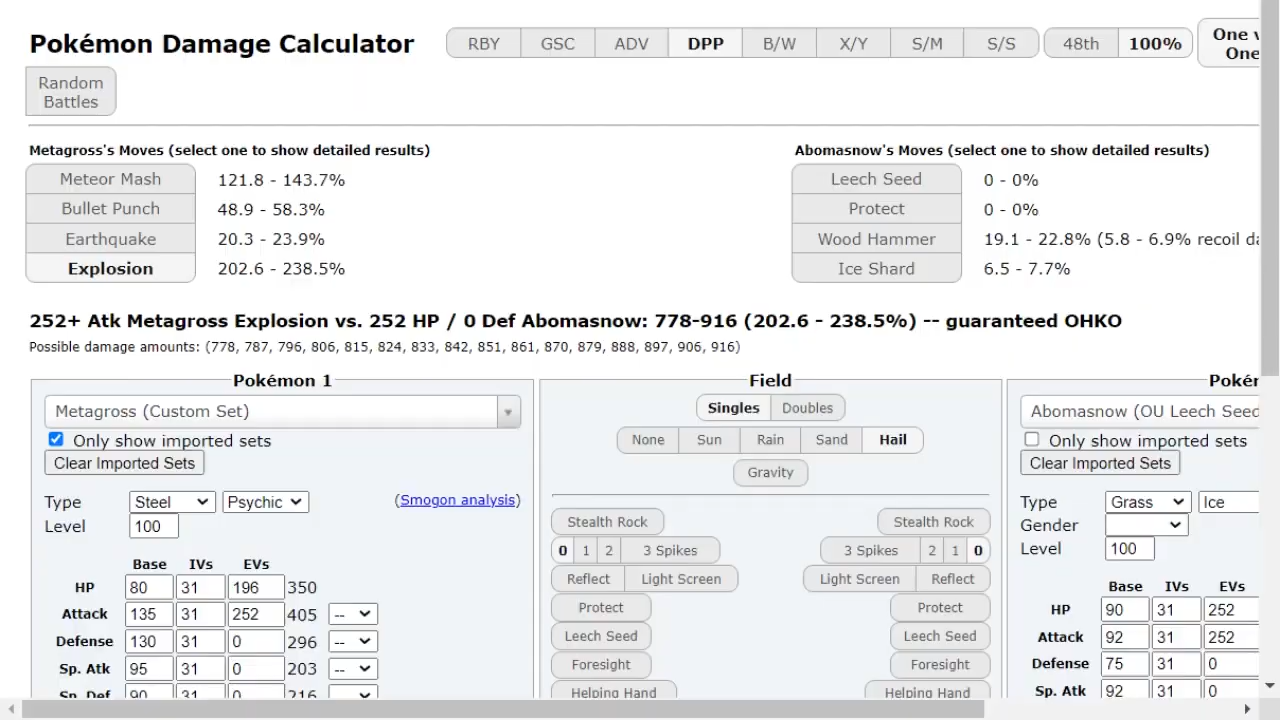 Pokémon Damage Calculator
RBY GSC ADV DPP B/W X/Y S/M S/S 48th 100% One
One
Random
Battles
Metagross's Moves (select one to show detailed results)
Meteor Mash 121.8 - 143.7%
Bullet Punch 48.9 - 58.3%
Earthquake 20.3 - 23.9%
Explosion 202.6 - 238.5%
Abomasnow's Moves (select one to show detailed results)
Leech Seed 0 - 0%
Protect 0 - 0%
Wood Hammer 19.1 - 22.8% (5.8 - 6.9% recoil
Ice Shard 6.5 - 7.7%
252+ Atk Metagross Explosion vs. 252 HP / 0 Def Abomasnow: 778-916 (202.6 - 238.5%) -- guaranteed OHKO
Possible damage amounts: (778, 787, 796, 806, 815, 824, 833, 842, 851, 861, 870, 879, 888, 897, 906, 916)
Pokémon 1
Metagross (Custom Set)
Only show imported sets
Clear Imported Sets
Type Steel Psychic (Smogon analysis)
Level 100
Base IVs EVs
HP 80 31 196 350
Attack 135 31 252 405 --
Defense 130 31 0 296 --
Sp. Atk 95 31 0 203 --
Sp. Def 90 31 0 216
Field
Singles Doubles
None Sun Rain Sand Hail
Gravity
Stealth Rock Stealth Rock
0 1 2 3 Spikes 3 Spikes 2 1 0
Reflect Light Screen Light Screen Reflect
Protect Protect
Leech Seed Leech Seed
Foresight Foresight
Helping Hand Helping Hand
Abomasnow (OU Leech Seed
Only show imported sets
Clear Imported Sets
Type Grass Ice
Gender
Level 100
Base IVs EVs
HP 90 31 252
Attack 92 31 252
Defense 75 31 0
Sp. Atk 92 31 0